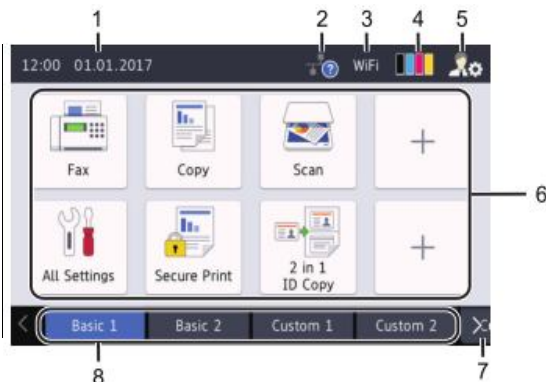 1 2 3 4 5
12:00 01.01.2017 WiFi
Fax Copy Scan
6
All Settings Secure Print 2 in 1
ID Copy
Basic 1 Basic 2 Custom 1 Custom 2
8 7